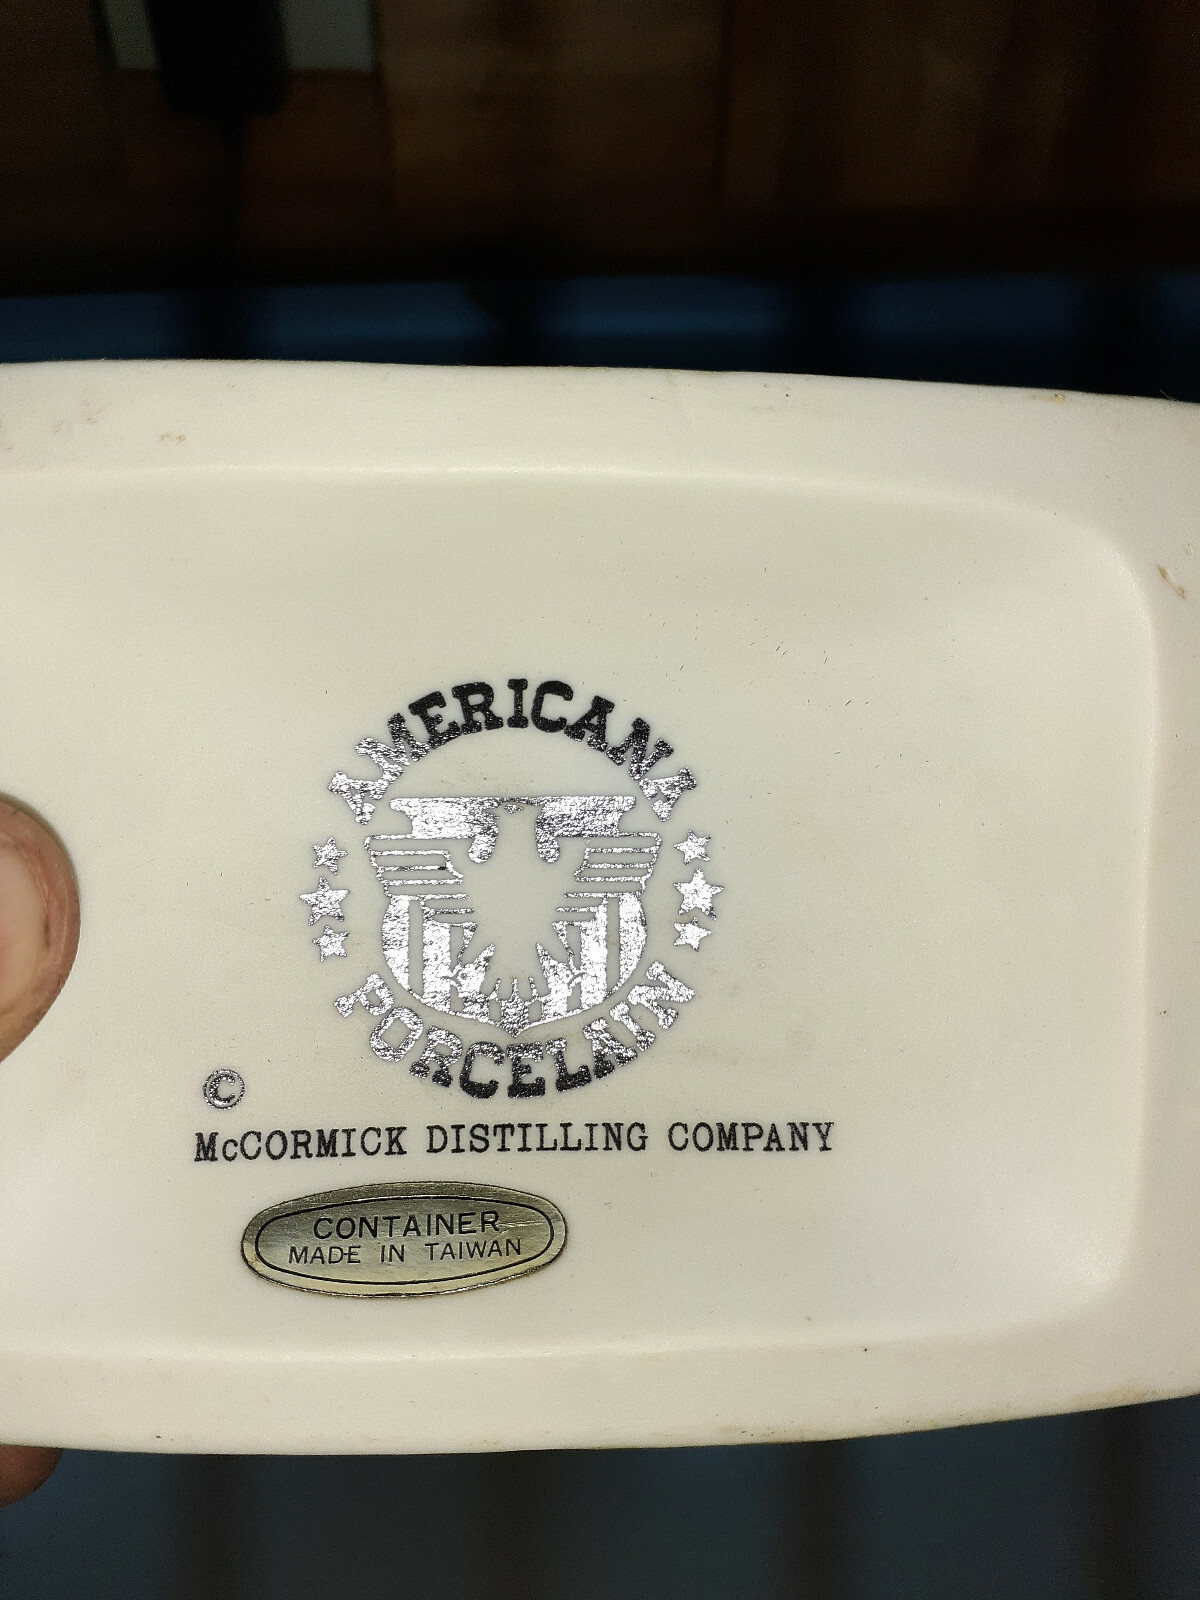 AMERICANA
PORCELAIN
©
McCORMICK DISTILLING COMPANY
CONTAINER
MADE IN TAIWAN